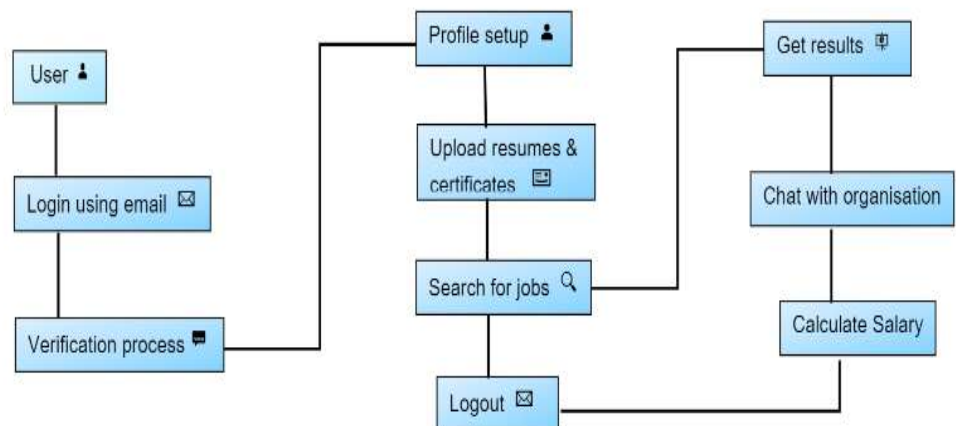 User
Login using email
Verification process
Profile setup
Upload resumes &
certificates
Search for jobs
Logout
Get results
Chat with organisation
Calculate Salary